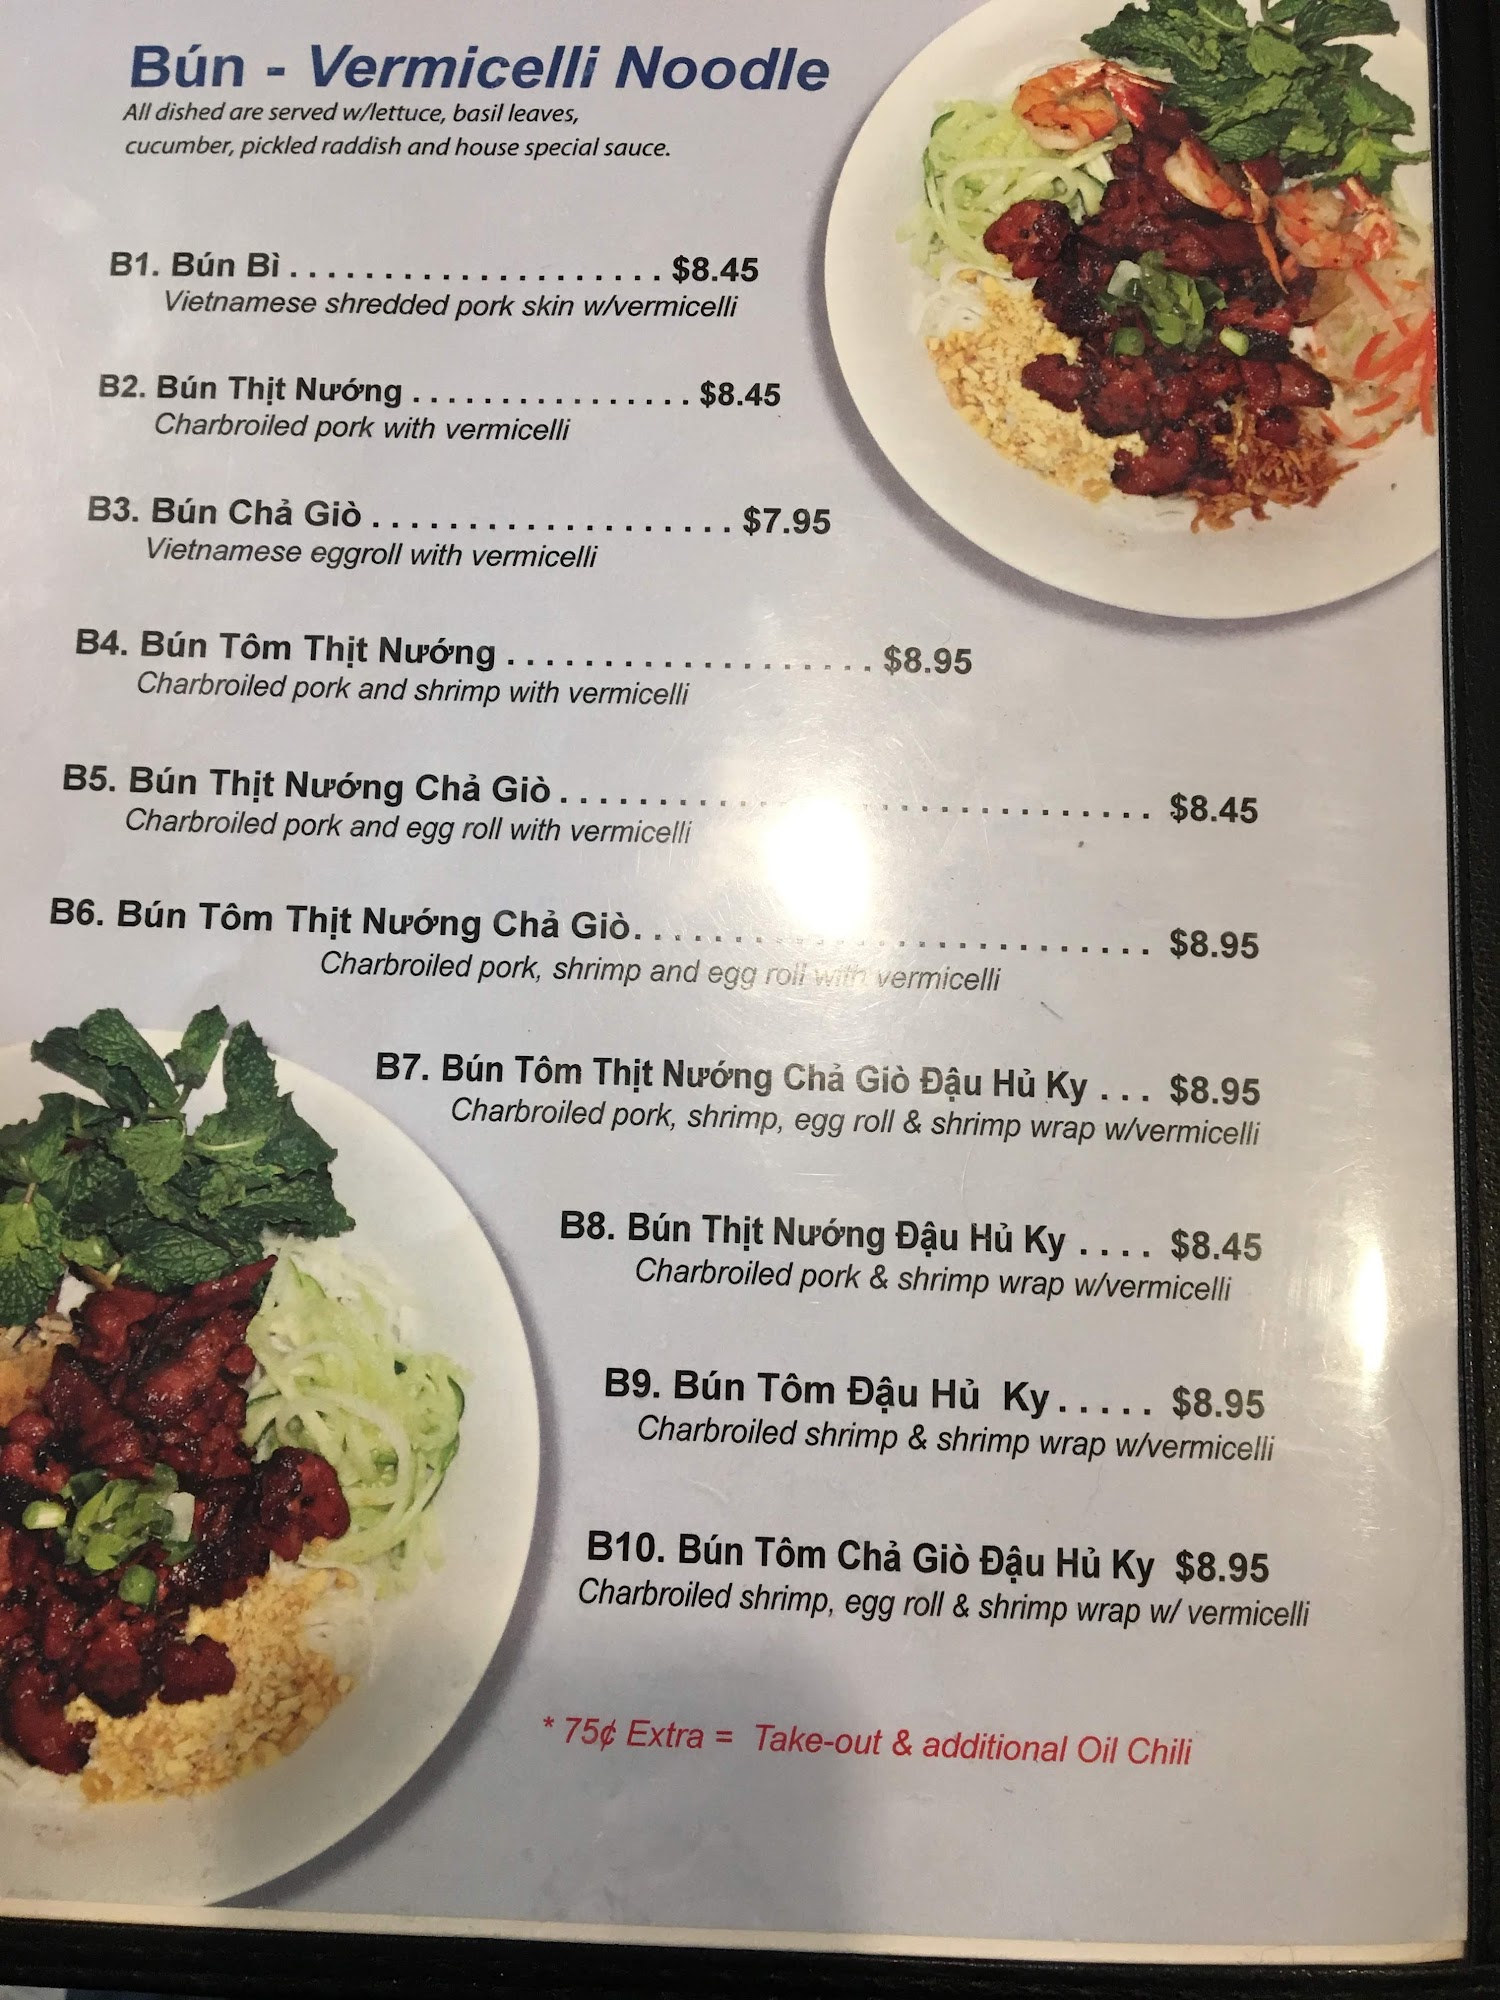 Bún - Vermicelli Noodle
All dished are served w/lettuce, basil leaves,
cucumber, pickled raddish and house special sauce.
B1. Bún Bì . . . . . . . . . . . . . . . . . . . . $8.45
Vietnamese shredded pork skin w/vermicelli
B2. Bún Thịt Nướng . . . . . . . . . . . . . . . . $8.45
Charbroiled pork with vermicelli
B3. Bún Chả Giò . . . . . . . . . . . . . . . . . . . $7.95
Vietnamese eggroll with vermicelli
B4. Bún Tôm Thịt Nướng . . . . . . . . . . . . . . . . . . . $8.95
Charbroiled pork and shrimp with vermicelli
B5. Bún Thịt Nướng Chả Giò . . . . . . . . . . . . . . . . . . . . . . . . . . . . . . $8.45
Charbroiled pork and egg roll with vermicelli
B6. Bún Tôm Thịt Nướng Chả Giò. . . . . . . . . . . . . . . . . . . . . . . . . . . $8.95
Charbroiled pork, shrimp and egg roll with vermicelli
B7. Bún Tôm Thịt Nướng Chả Giò Đậu Hủ Ky . . . $8.95
Charbroiled pork, shrimp, egg roll & shrimp wrap w/vermicelli
B8. Bún Thịt Nướng Đậu Hủ Ky . . . . $8.45
Charbroiled pork & shrimp wrap w/vermicelli
B9. Bún Tôm Đậu Hủ Ky . . . . . $8.95
Charbroiled shrimp & shrimp wrap w/vermicelli
B10. Bún Tôm Chả Giò Đậu Hủ Ky $8.95
Charbroiled shrimp, egg roll & shrimp wrap w/ vermicelli
* 75¢ Extra = Take-out & additional Oil Chili